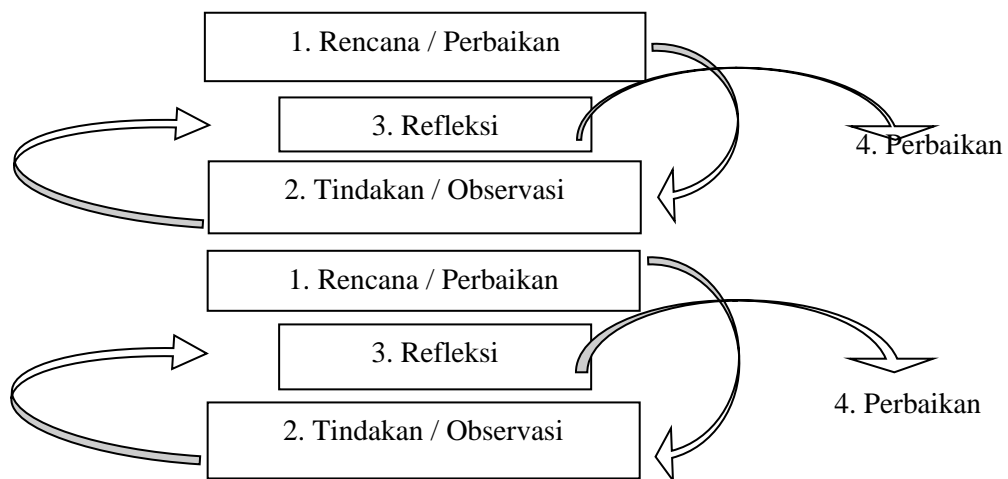 1. Rencana / Perbaikan
3. Refleksi
4. Perbaikan
2. Tindakan / Observasi
1. Rencana / Perbaikan
3. Refleksi
4. Perbaikan
2. Tindakan / Observasi